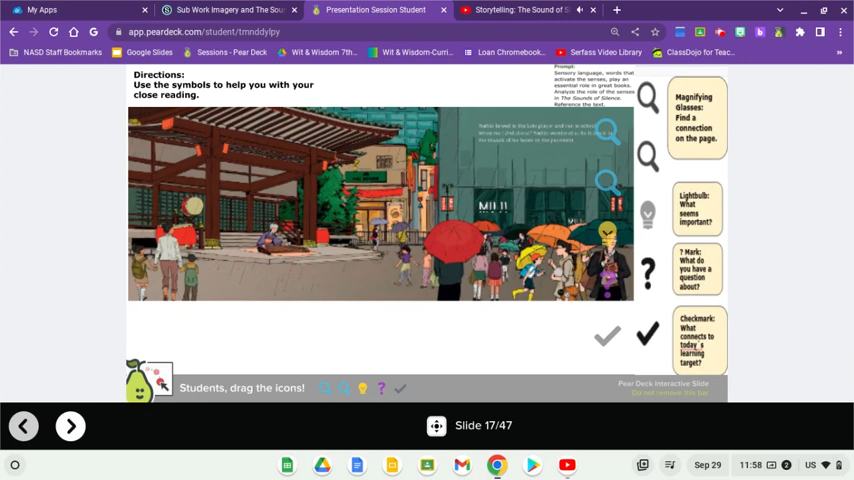 My Apps
Sub Work Imagery and The Sou
Presentation Session Student
Storytelling: The Sound of S
app.peardeck.com/student/tmnddylpy
NASD Staff Bookmarks
Google Slides
Sessions - Pear Deck
Wit & Wisdom 7th...
Wit & Wisdom-Curri...
Loan Chromebook...
Serfass Video Library
ClassDojo for Teac...
»
Directions:
Use the symbols to help you with your
close reading.
Prompt:
Sensory language, words that
activate the senses, play an
essential role in great books.
Analyze the role of the senses
in The Sounds of Silence.
Reference the text.
Magnifying
Glasses:
Find a
connection
on the page.
Lightbulb:
What
seems
important?
? Mark:
What do
you have a
question
about?
Checkmark:
What
connects to
today's
learning
target?
Students, drag the icons!
Pear Deck Interactive Slide
Do not remove this bar
Slide 17/47
Sep 29
11:58
2
US